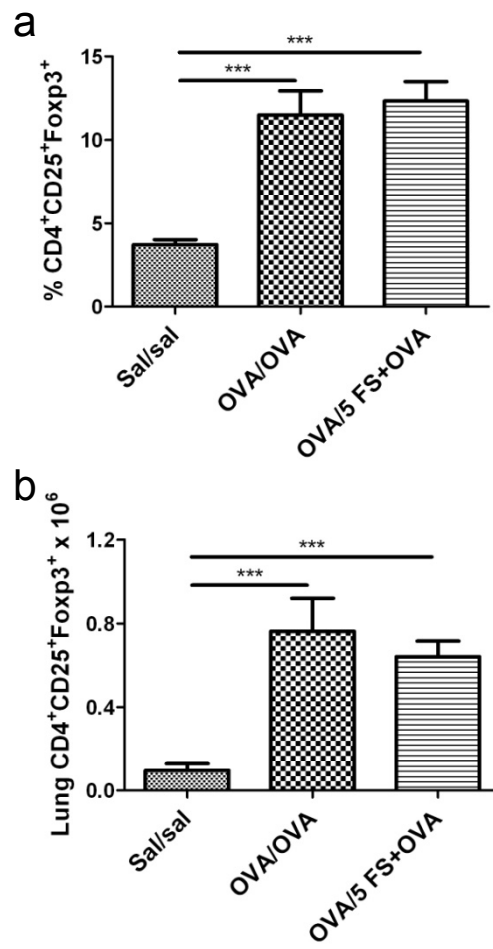 a
***
***
15
10
5
0
% CD4⁺CD25⁺Foxp3⁺
Sal/sal
OVA/OVA
OVA/5 FS+OVA
b
***
***
1.2
0.8
0.4
0.0
Lung CD4⁺CD25⁺Foxp3⁺ x 10⁶
Sal/sal
OVA/OVA
OVA/5 FS+OVA